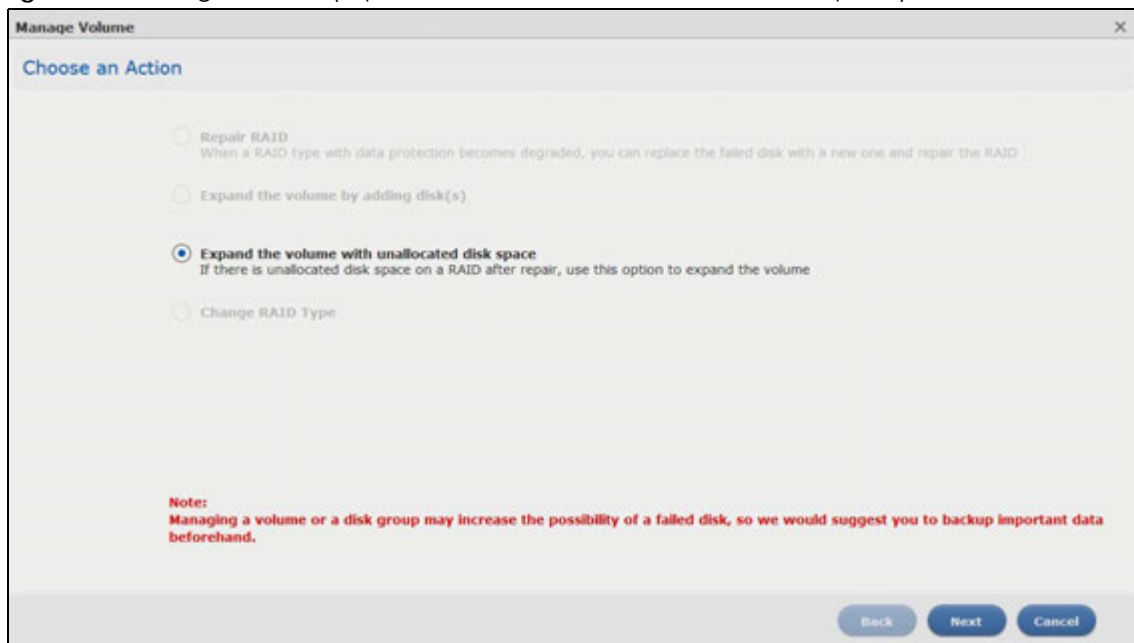 Manage Volume
Choose an Action
Repair RAID
When a RAID type with data protection becomes degraded, you can replace the failed disk with a new one and repair the RAID
Expand the volume by adding disk(s)
Expand the volume with unallocated disk space
If there is unallocated disk space on a RAID after repair, use this option to expand the volume
Change RAID Type
Note:
Managing a volume or a disk group may increase the possibility of a failed disk, so we would suggest you to backup important data
beforehand.
Back Next Cancel